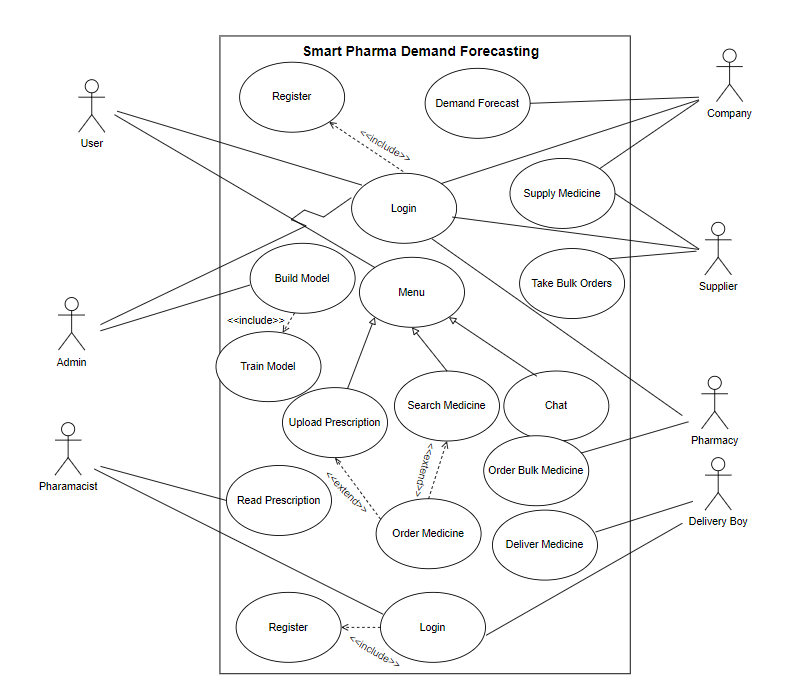 Smart Pharma Demand Forecasting
Register
Demand Forecast
Company
User
<<include>>
Supply Medicine
Login
Build Model
Menu
Take Bulk Orders
Supplier
<<include>>
Admin
Train Model
Upload Prescription
Search Medicine
Chat
Pharmacy
Pharamacist
Order Bulk Medicine
<<extend>>
<<extend>>
Read Prescription
Delivery Boy
Order Medicine
Deliver Medicine
Register
Login
<<include>>